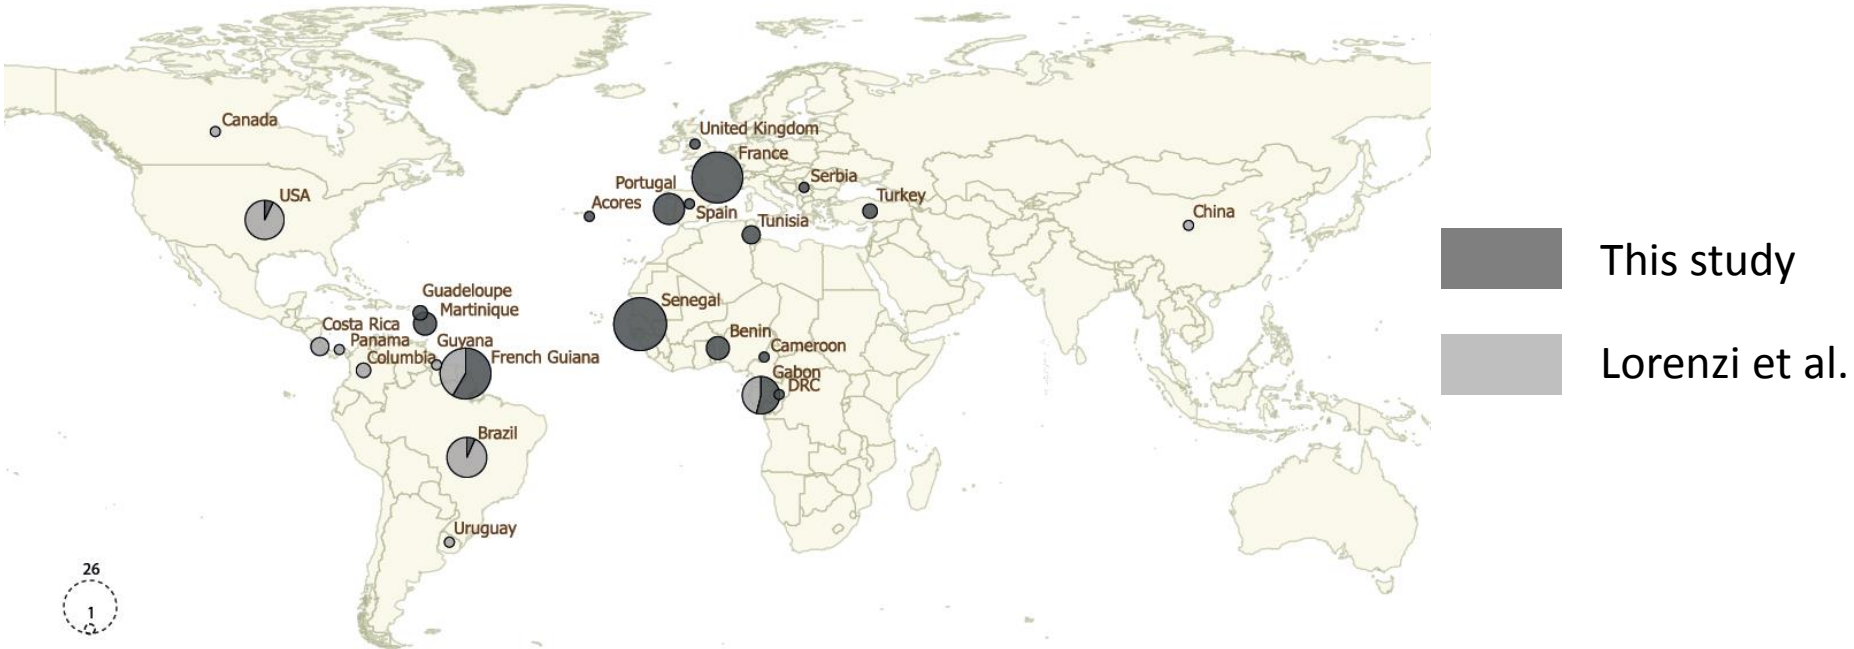 Canada
United Kingdom
France
USA
Portugal
Serbia
Acores
Spain
Turkey
Tunisia
China
This study
Guadeloupe
Martinique
Senegal
Costa Rica
Panama
Guyana
Benin
Columbia
French Guiana
Cameroon
Gabon
DRC
Lorenzi et al.
Brazil
Uruguay
26
1